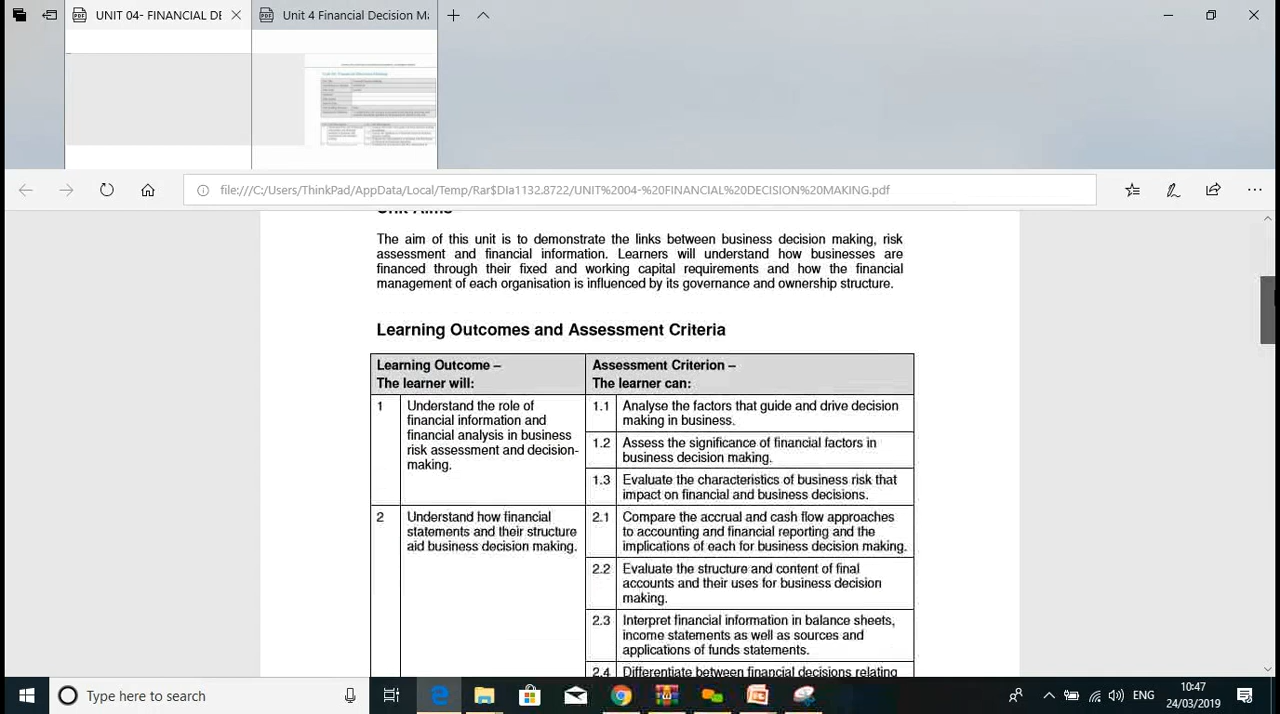 UNIT 04- FINANCIAL DE
Unit 4 Financial Decision Ma
file:///C:/Users/ThinkPad/AppData/Local/Temp/Rar$DIa1132.8722/UNIT%2004-%20FINANCIAL%20DECISION%20MAKING.pdf
Unit Aims
The aim of this unit is to demonstrate the links between business decision making, risk
assessment and financial information. Learners will understand how businesses are
financed through their fixed and working capital requirements and how the financial
management of each organisation is influenced by its governance and ownership structure.
Learning Outcomes and Assessment Criteria
Learning Outcome –
The learner will:
Assessment Criterion –
The learner can:
1 Understand the role of
financial information and
financial analysis in business
risk assessment and decision-
making.
1.1 Analyse the factors that guide and drive decision
making in business.
1.2 Assess the significance of financial factors in
business decision making.
1.3 Evaluate the characteristics of business risk that
impact on financial and business decisions.
2 Understand how financial
statements and their structure
aid business decision making.
2.1 Compare the accrual and cash flow approaches
to accounting and financial reporting and the
implications of each for business decision making.
2.2 Evaluate the structure and content of final
accounts and their uses for business decision
making.
2.3 Interpret financial information in balance sheets,
income statements as well as sources and
applications of funds statements.
2.4 Differentiate between financial decisions relating
Type here to search
ENG
10:47
24/03/2019